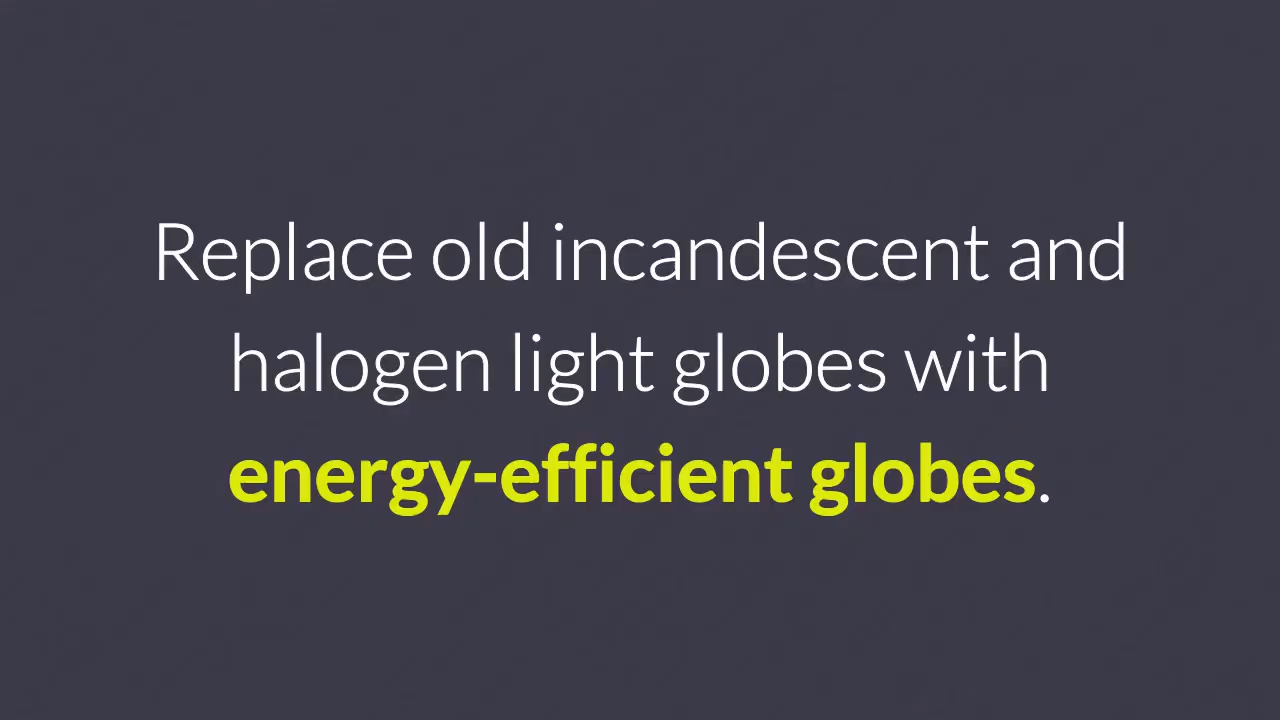 Replace old incandescent and
halogen light globes with
energy-efficient globes.